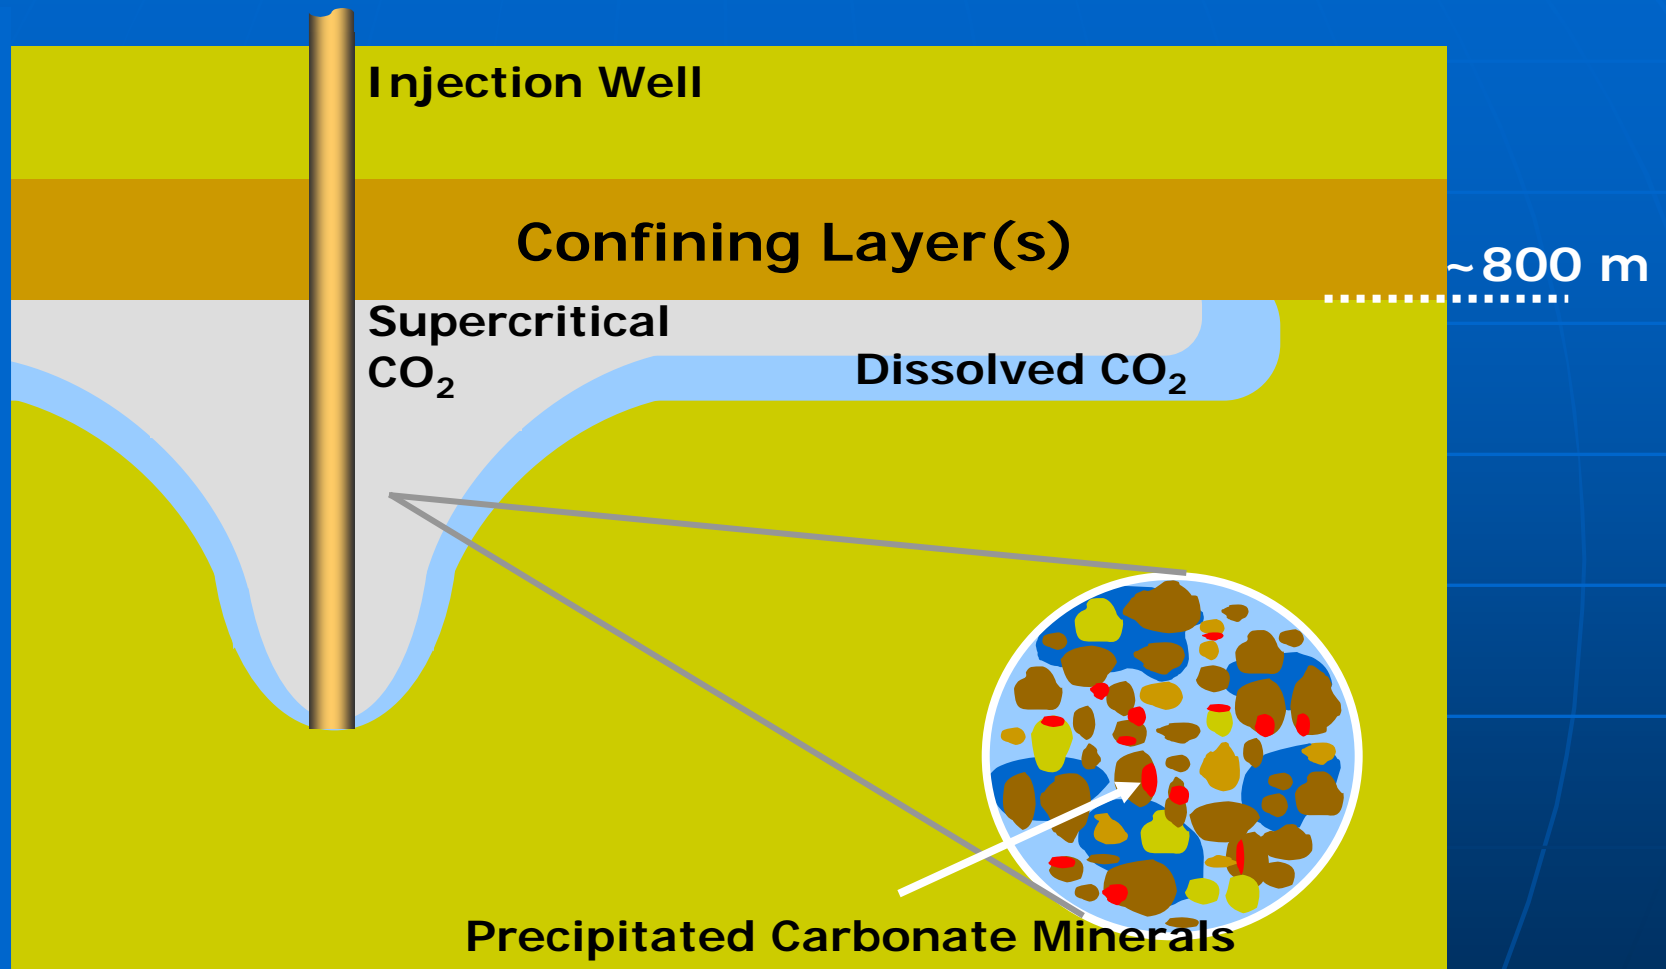 Injection Well
Confining Layer(s)
~800 m
Supercritical
CO₂
Dissolved CO₂
Precipitated Carbonate Minerals